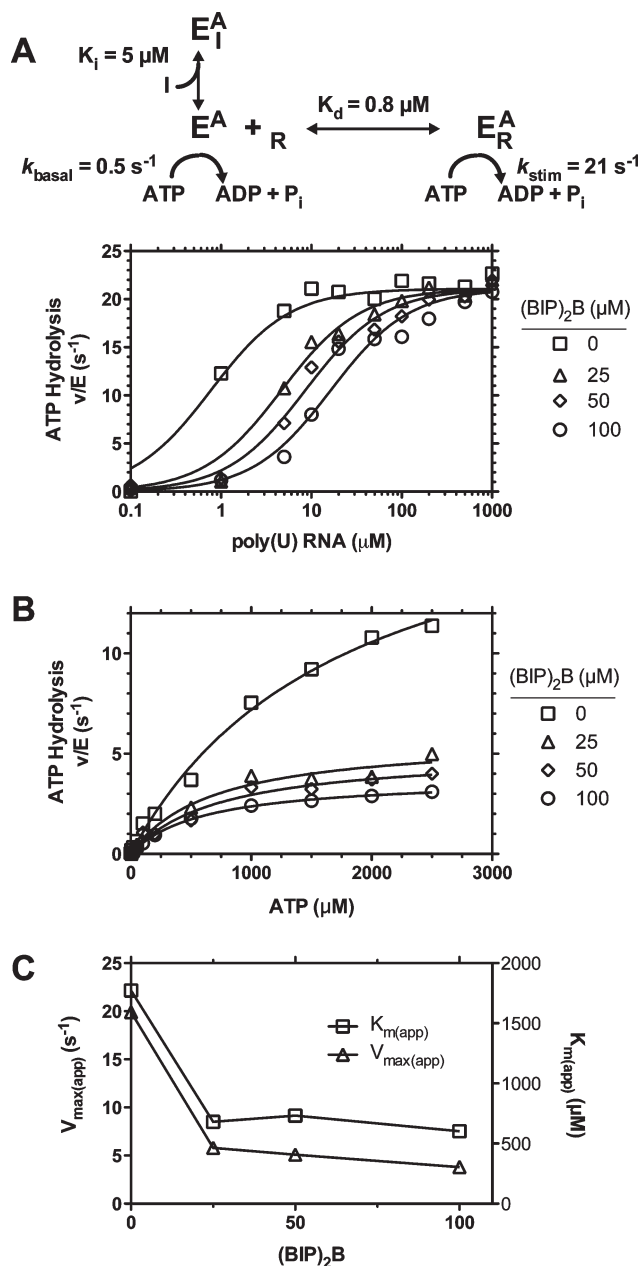 A
E^A_I
K_i = 5 µM
I
E^A + R
K_d = 0.8 µM
E^A_R
k_basal = 0.5 s^-1
k_stim = 21 s^-1
ATP ADP + P_i
ATP ADP + P_i
25
20
15
10
5
0
0.1 1 10 100 1000
ATP Hydrolysis
v/E (s^-1)
poly(U) RNA (µM)
(BIP)_2B (µM)
0
25
50
100
B
10
5
0
0 1000 2000 3000
ATP Hydrolysis
v/E (s^-1)
ATP (µM)
(BIP)_2B (µM)
0
25
50
100
C
25
20
15
10
5
0
V_max(app) (s^-1)
K_m(app)
V_max(app)
2000
1500
1000
500
0
K_m(app) (µM)
0 50 100
(BIP)_2B